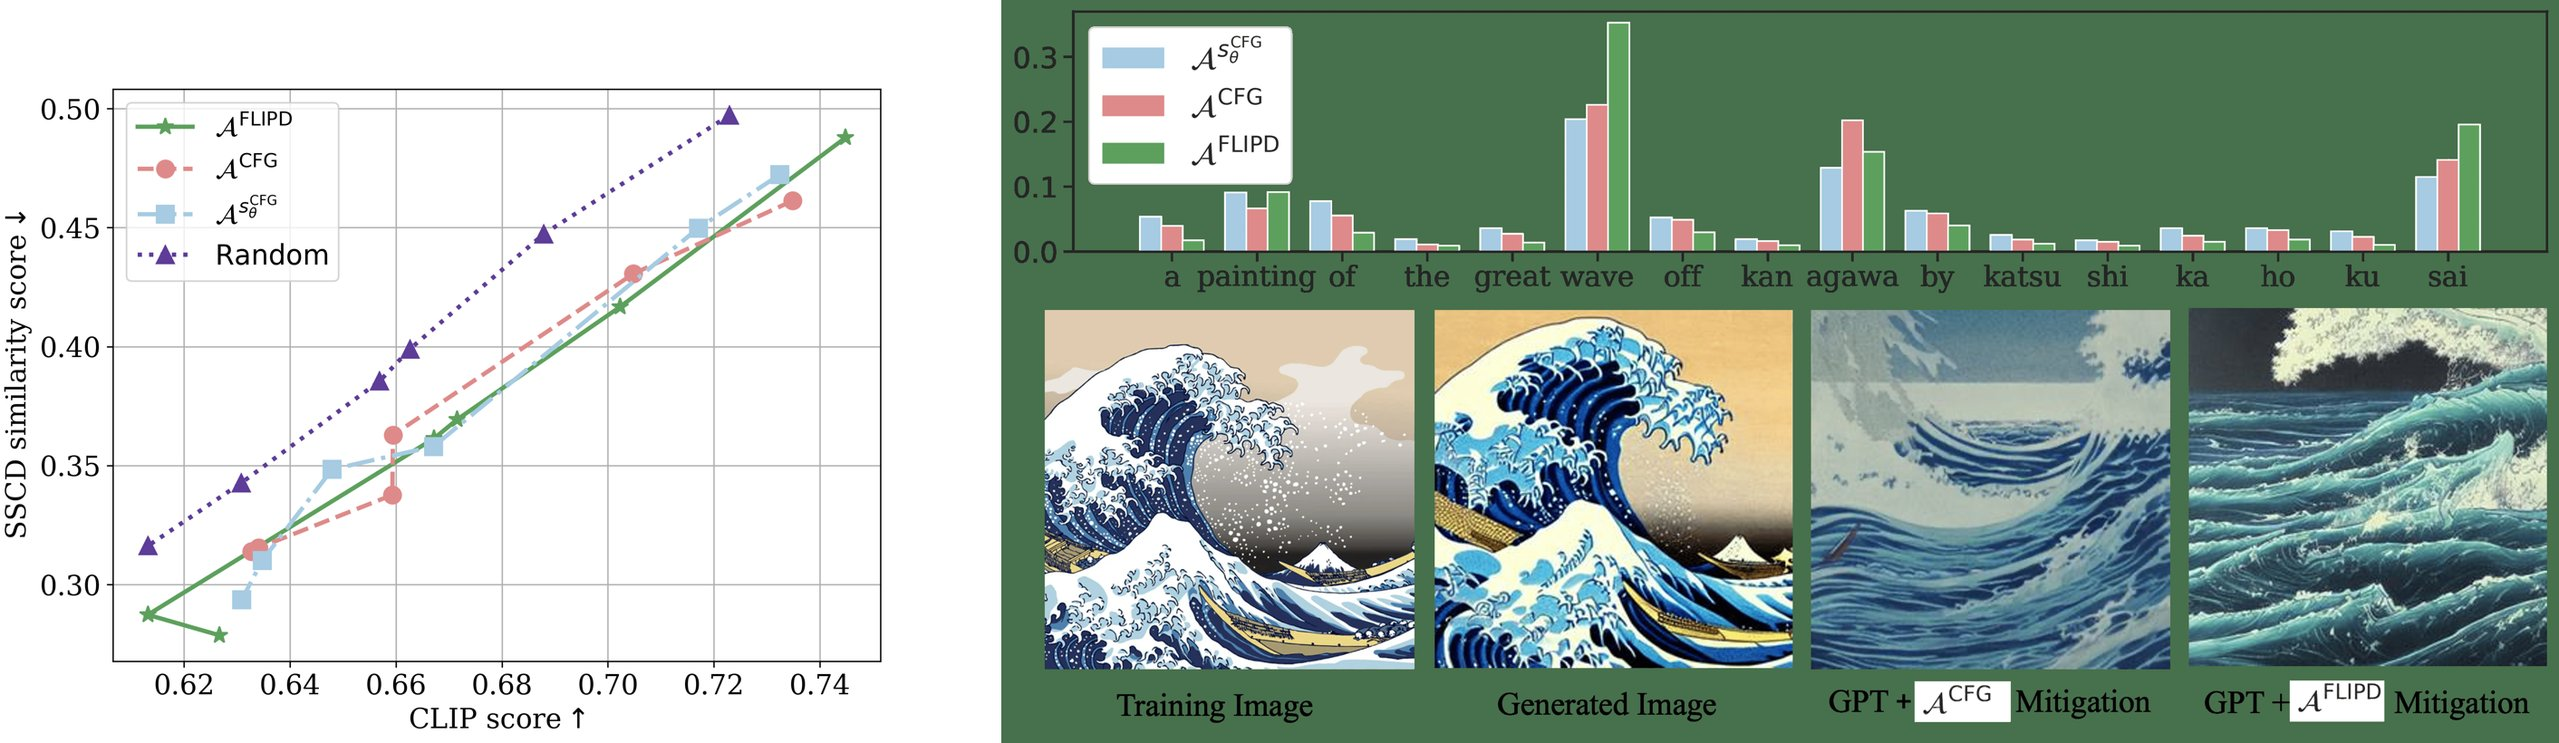 0.50
0.45
0.40
0.35
0.30
SSCD similarity score ↓
𝒜^FLIPD
𝒜^CFG
𝒜^{s_θ^CFG}
Random
0.62 0.64 0.66 0.68 0.70 0.72 0.74
CLIP score ↑
0.3
0.2
0.1
0.0
𝒜^{s_θ^CFG}
𝒜^CFG
𝒜^FLIPD
a painting of the great wave off kan agawa by katsu shi ka ho ku sai
Training Image
Generated Image
GPT + 𝒜^CFG Mitigation
GPT + 𝒜^FLIPD Mitigation